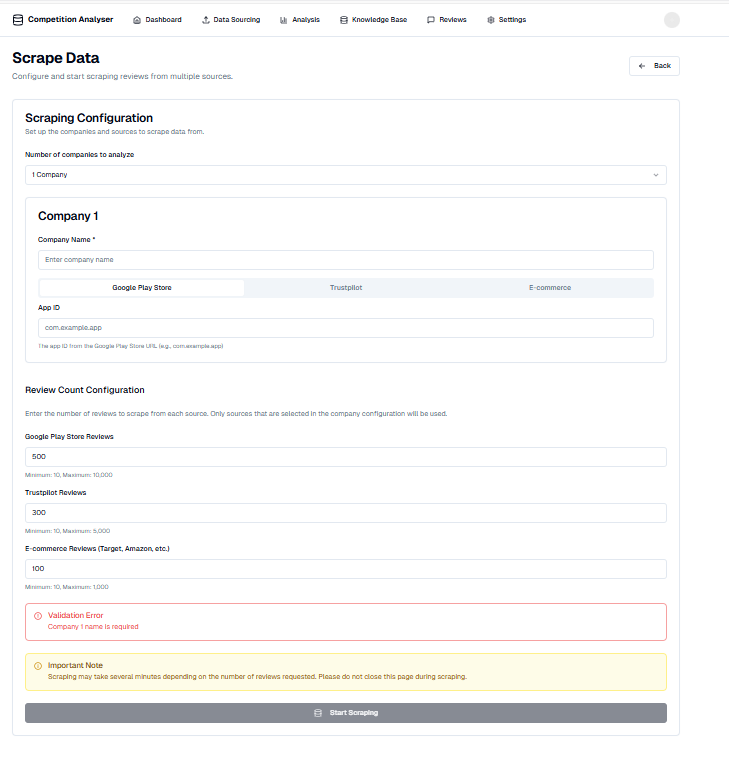 Competition Analyser
Dashboard
Data Sourcing
Analysis
Knowledge Base
Reviews
Settings
Scrape Data
Configure and start scraping reviews from multiple sources.
Back
Scraping Configuration
Set up the companies and sources to scrape data from.
Number of companies to analyze
1 Company
Company 1
Company Name *
Enter company name
Google Play Store
Trustpilot
E-commerce
App ID
com.example.app
The app ID from the Google Play Store URL (e.g., com.example.app)
Review Count Configuration
Enter the number of reviews to scrape from each source. Only sources that are selected in the company configuration will be used.
Google Play Store Reviews
500
Minimum: 10, Maximum: 10,000
Trustpilot Reviews
300
Minimum: 10, Maximum: 5,000
E-commerce Reviews (Target, Amazon, etc.)
100
Minimum: 10, Maximum: 1,000
Validation Error
Company 1 name is required
Important Note
Scraping may take several minutes depending on the number of reviews requested. Please do not close this page during scraping.
Start Scraping